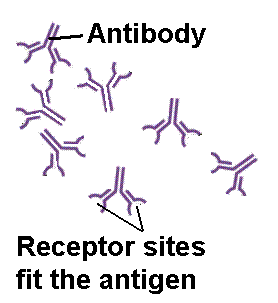 Antibody
Receptor sites
fit the antigen